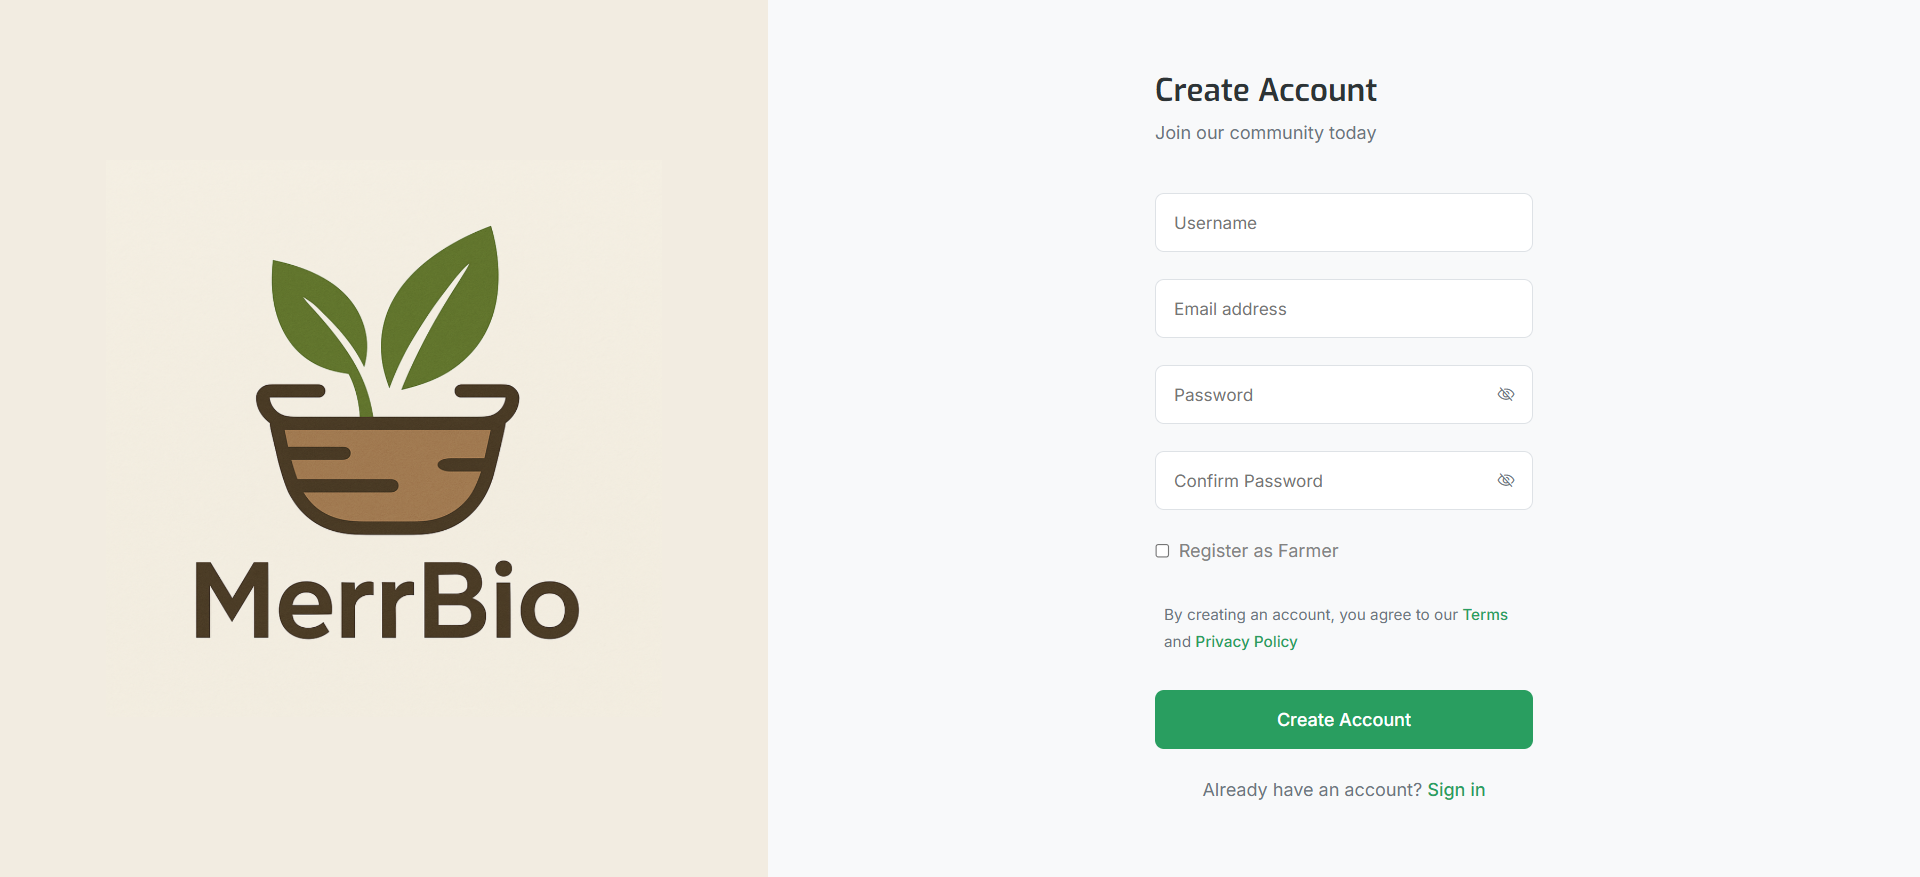 MerrBio
Create Account
Join our community today
Username
Email address
Password
Confirm Password
Register as Farmer
By creating an account, you agree to our Terms
and Privacy Policy
Create Account
Already have an account? Sign in